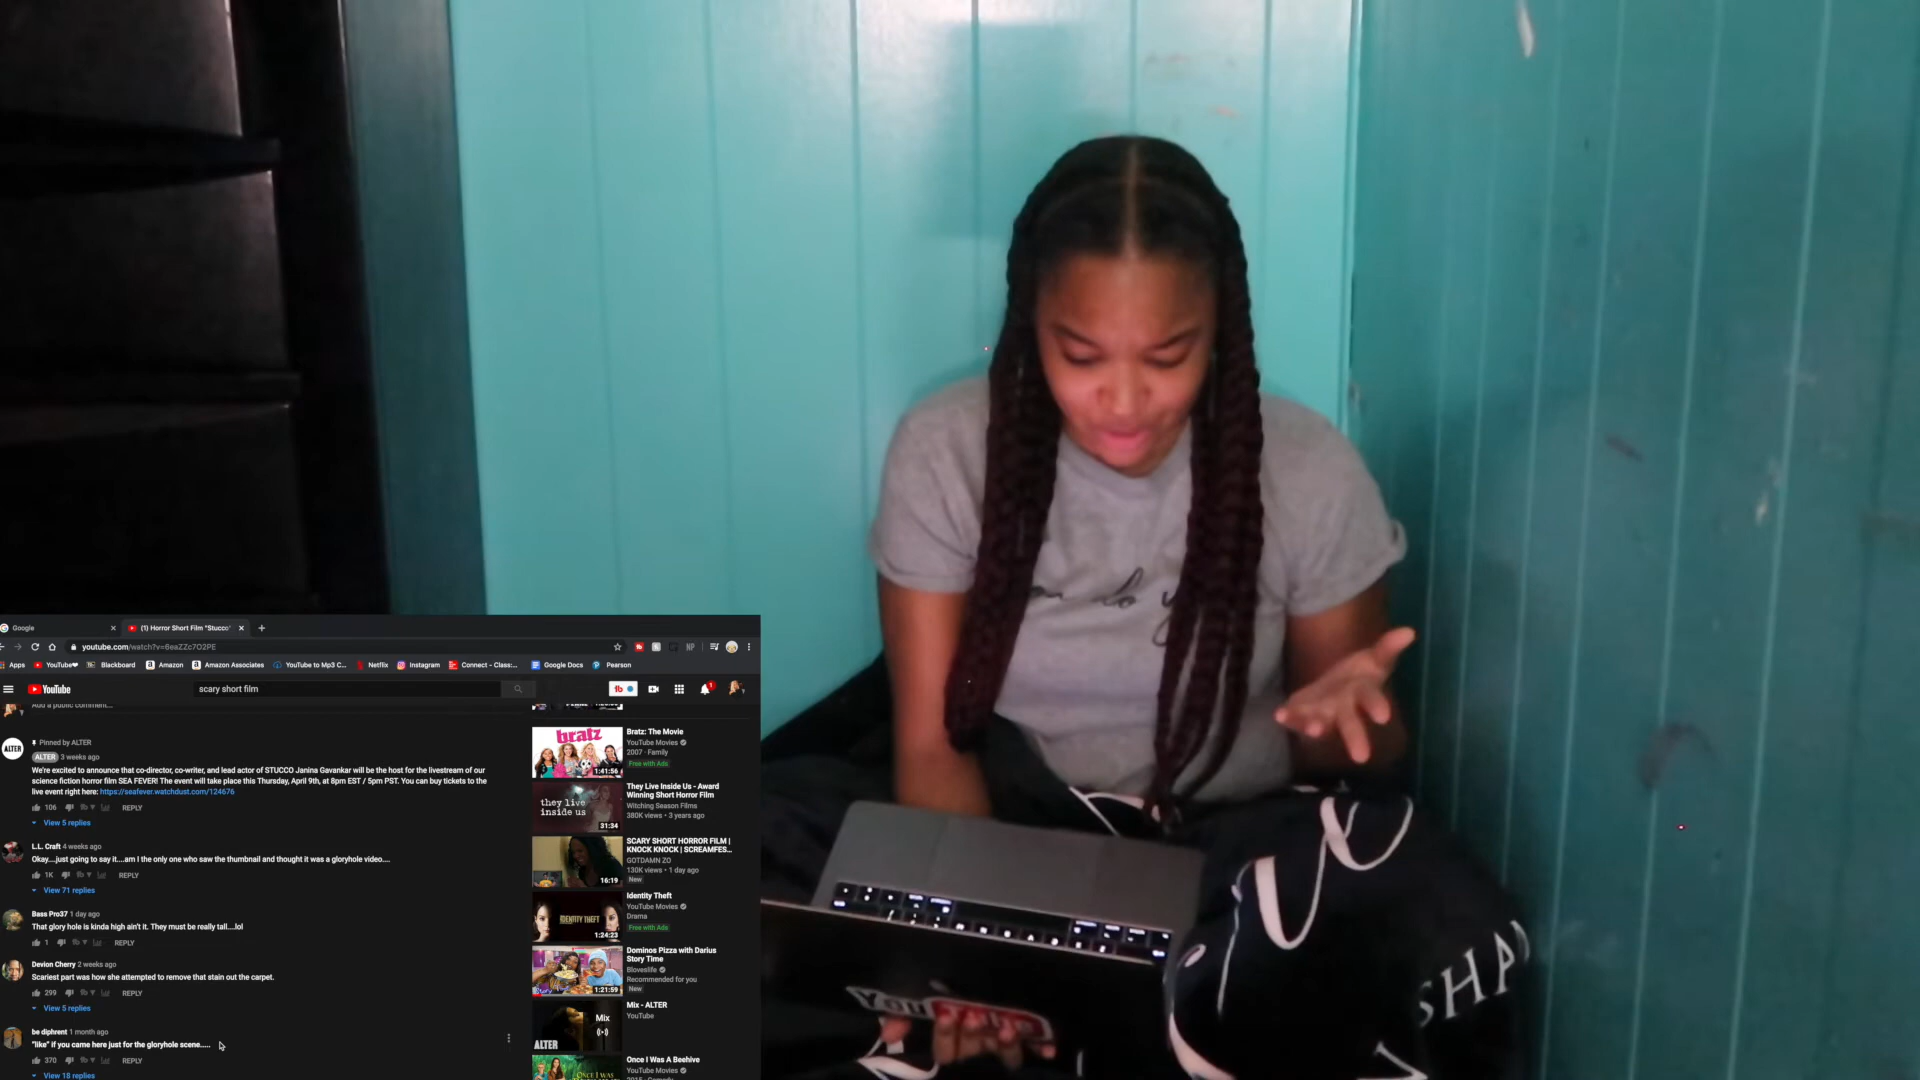 Google
(1) Horror Short Film "Stucco"
youtube.com/watch?v=6eaZZc7O2PE
NP
Apps
YouTube
Blackboard
Amazon
Amazon Associates
YouTube to Mp3 C...
Netflix
Instagram
Connect - Class:...
Google Docs
Pearson
YouTube
scary short film
Add a public comment...
Pinned by ALTER
ALTER
ALTER 3 weeks ago
We're excited to announce that co-director, co-writer, and lead actor of STUCCO Janina Gavankar will be the host for the livestream of our
science fiction horror film SEA FEVER! The event will take place this Thursday, April 9th, at 8pm EST / 5pm PST. You can buy tickets to the
live event right here: https://seafever.watchdust.com/124676
106 REPLY
View 5 replies
L.L. Craft 4 weeks ago
Okay....just going to say it....am I the only one who saw the thumbnail and thought it was a gloryhole video....
1K REPLY
View 71 replies
Bass Pro37 1 day ago
That glory hole is kinda high ain't it. They must be really tall....lol
1 REPLY
Devion Cherry 2 weeks ago
Scariest part was how she attempted to remove that stain out the carpet.
299 REPLY
View 5 replies
be diphrent 1 month ago
"like" if you came here just for the gloryhole scene.....
370 REPLY
View 18 replies
bratz
1:41:56
Bratz: The Movie
YouTube Movies
2007 · Family
Free with Ads
they live
inside us
31:34
They Live Inside Us - Award
Winning Short Horror Film
Witching Season Films
380K views · 3 years ago
16:19
SCARY SHORT HORROR FILM |
KNOCK KNOCK | SCREAMFES...
GOTDAMN ZO
130K views · 1 day ago
New
IDENTITY THEFT
1:24:23
Identity Theft
YouTube Movies
Drama
Free with Ads
1:21:59
Dominos Pizza with Darius
Story Time
Bloveslife
Recommended for you
New
Mix
ALTER
Mix - ALTER
YouTube
ONCE I WAS
Once I Was A Beehive
YouTube Movies
2015 · Comedy
YouTube
SHA